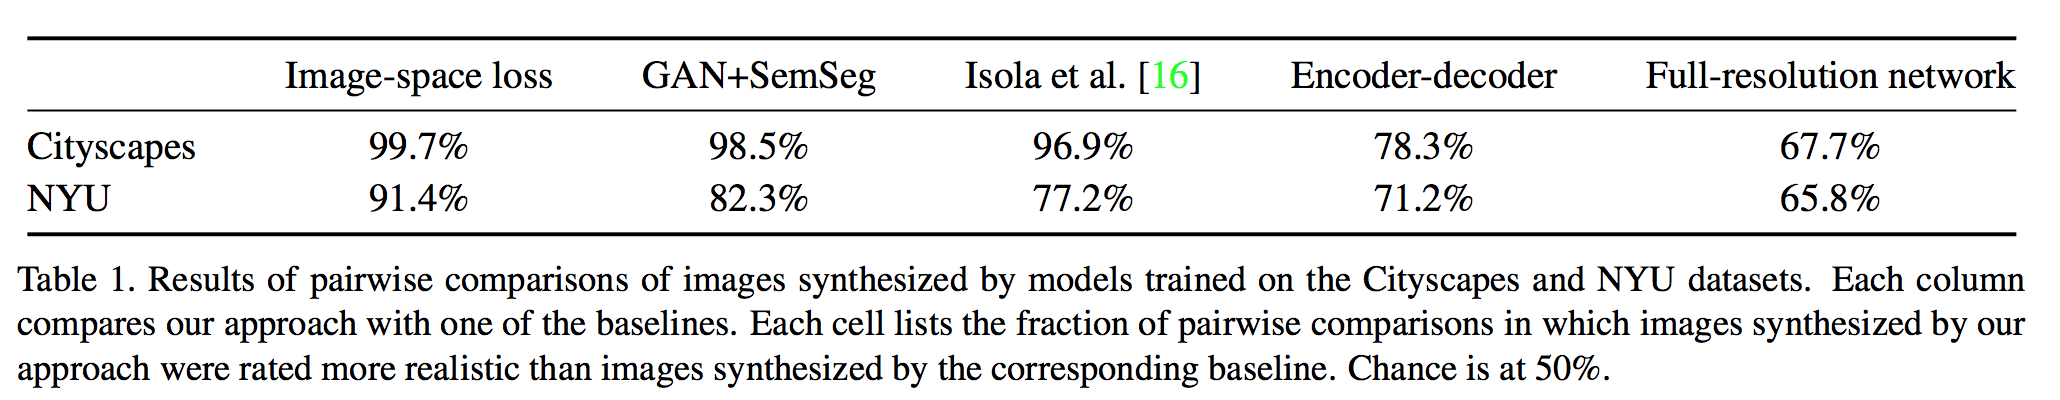 Image-space loss GAN+SemSeg Isola et al. [16] Encoder-decoder Full-resolution network
Cityscapes 99.7% 98.5% 96.9% 78.3% 67.7%
NYU 91.4% 82.3% 77.2% 71.2% 65.8%
Table 1. Results of pairwise comparisons of images synthesized by models trained on the Cityscapes and NYU datasets. Each column
compares our approach with one of the baselines. Each cell lists the fraction of pairwise comparisons in which images synthesized by our
approach were rated more realistic than images synthesized by the corresponding baseline. Chance is at 50%.